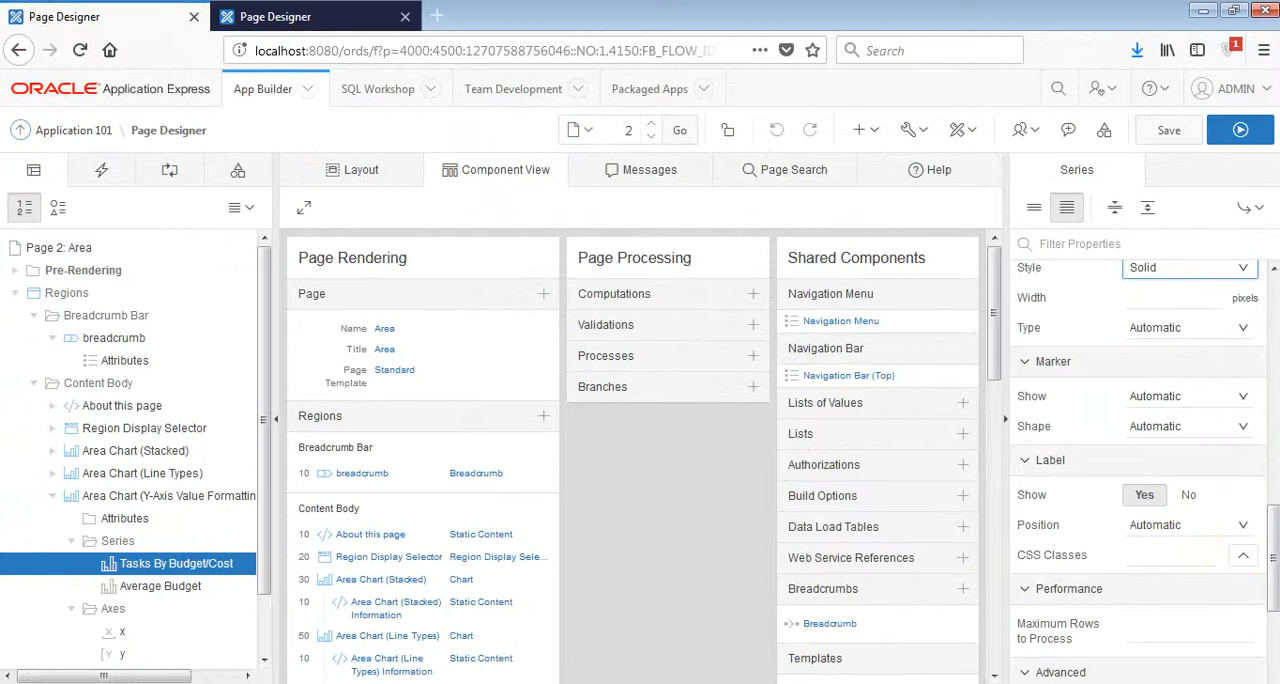 Page Designer
Page Designer
localhost:8080/ords/f?p=4000:4500:12707588756046::NO:1,4150:FB_FLOW_ID
Search
1
ORACLE Application Express
App Builder
SQL Workshop
Team Development
Packaged Apps
ADMIN
Application 101 \ Page Designer
2
Go
Save
Layout
Component View
Messages
Page Search
Help
Series
Page 2: Area
Pre-Rendering
Regions
Breadcrumb Bar
breadcrumb
Attributes
Content Body
About this page
Region Display Selector
Area Chart (Stacked)
Area Chart (Line Types)
Area Chart (Y-Axis Value Formattin
Attributes
Series
Tasks By Budget/Cost
Average Budget
Axes
x
y
Page Rendering
Page
Name Area
Title Area
Page Template Standard
Regions
Breadcrumb Bar
10 breadcrumb Breadcrumb
Content Body
10 About this page Static Content
20 Region Display Selector Region Display Sele...
30 Area Chart (Stacked) Chart
10 Area Chart (Stacked) Static Content
Information
50 Area Chart (Line Types) Chart
10 Area Chart (Line Static Content
Types) Information
Page Processing
Computations
Validations
Processes
Branches
Shared Components
Navigation Menu
Navigation Menu
Navigation Bar
Navigation Bar (Top)
Lists of Values
Lists
Authorizations
Build Options
Data Load Tables
Web Service References
Breadcrumbs
Breadcrumb
Templates
Filter Properties
Style Solid
Width pixels
Type Automatic
Marker
Show Automatic
Shape Automatic
Label
Show Yes No
Position Automatic
CSS Classes
Performance
Maximum Rows
to Process
Advanced